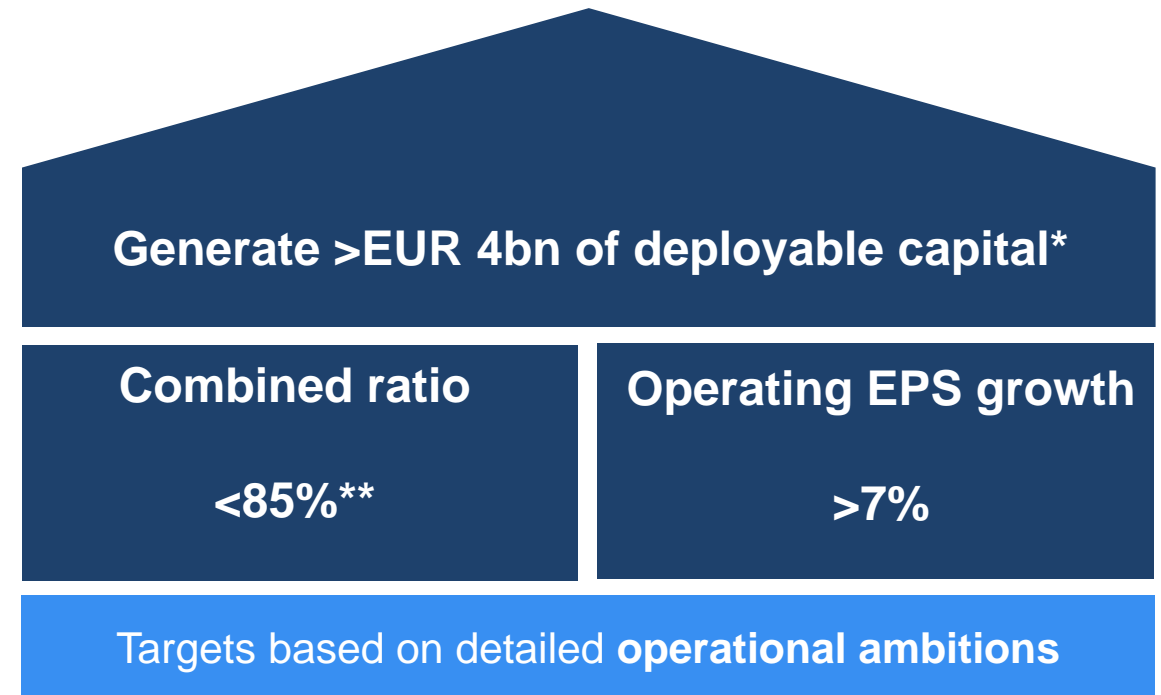 Generate >EUR 4bn of deployable capital*
Combined ratio
<85%**
Operating EPS growth
>7%
Targets based on detailed operational ambitions